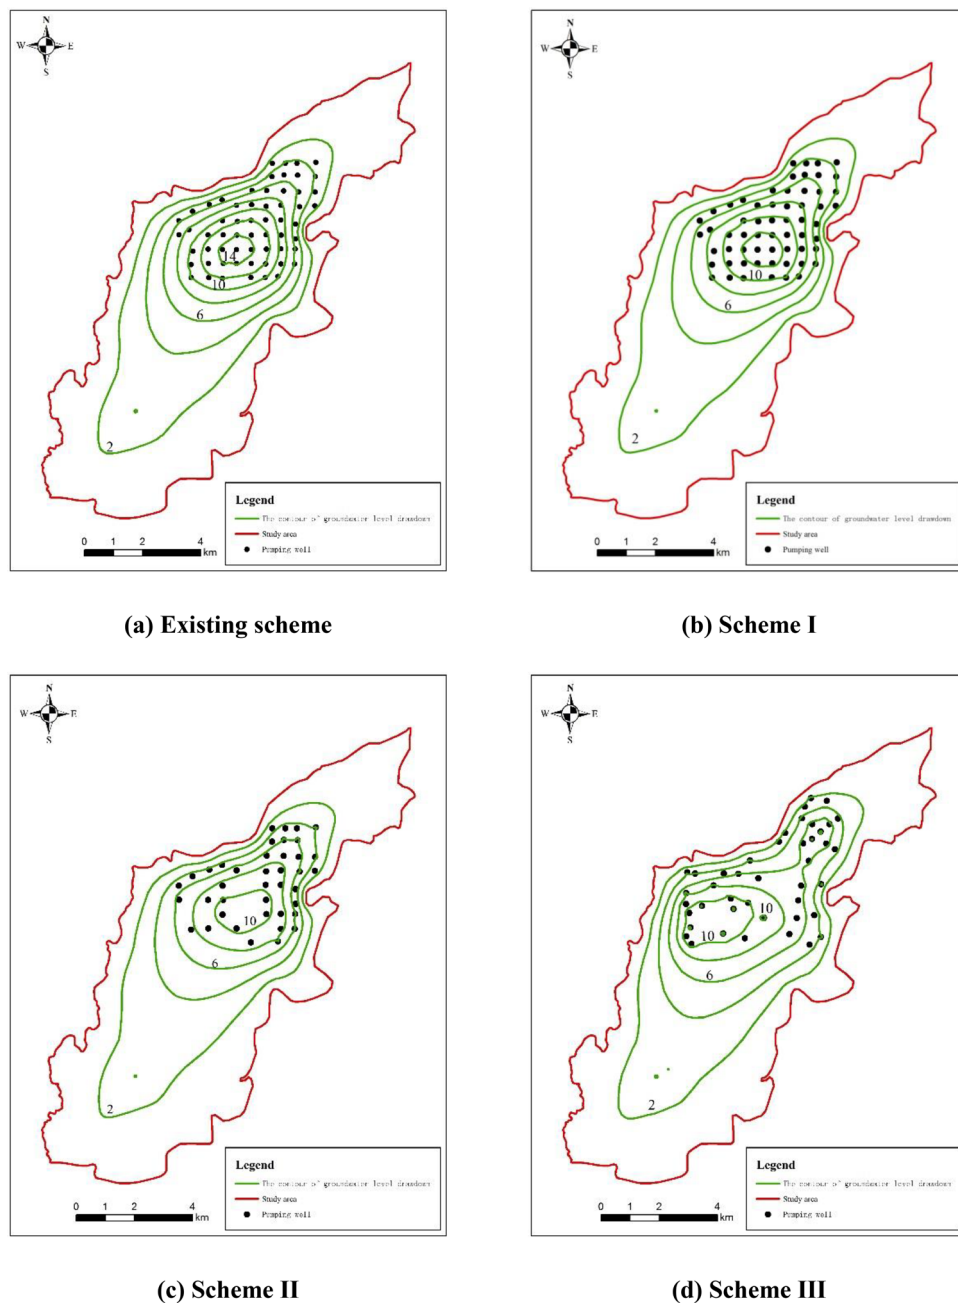 N
W E
S
14
10
6
2
Legend
The contour of groundwater level drawdown
Study area
Pumping well
0 1 2 4
km
(a) Existing scheme
N
W E
S
10
6
2
Legend
The contour of groundwater level drawdown
Study area
Pumping well
0 1 2 4
km
(b) Scheme I
N
W E
S
10
6
2
Legend
The contour of groundwater level drawdown
Study area
Pumping well
0 1 2 4
km
(c) Scheme II
N
W E
S
10
10
6
2
Legend
The contour of groundwater level drawdown
Study area
Pumping well
0 1 2 4
km
(d) Scheme III